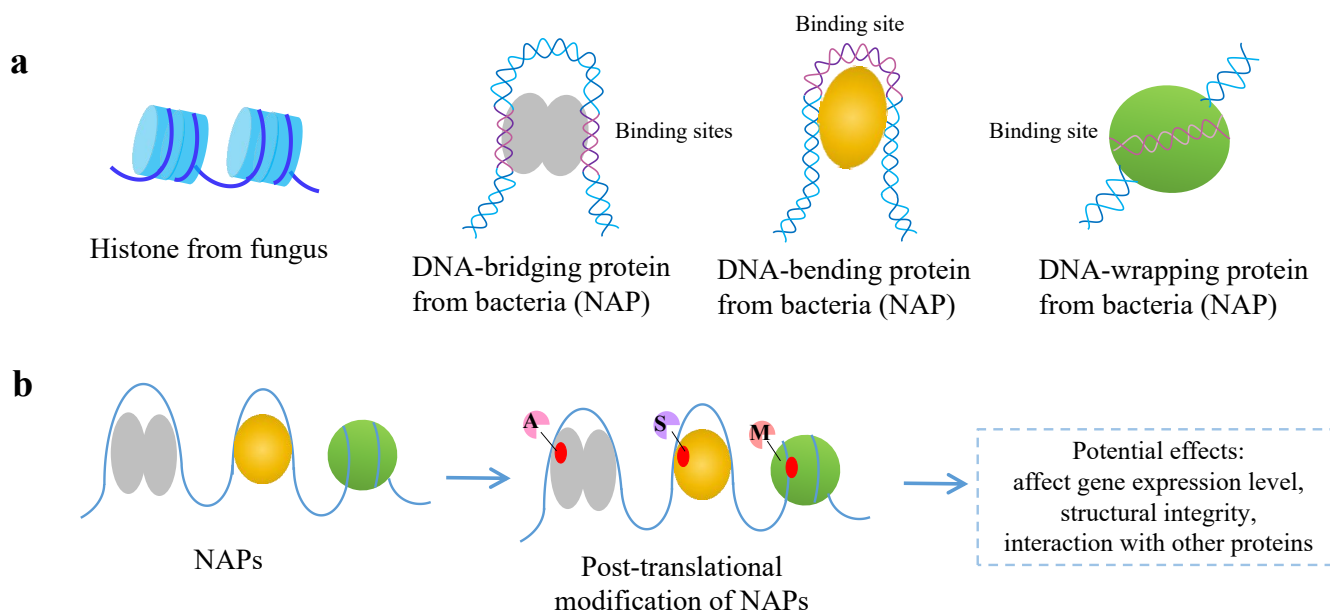 a
Histone from fungus
Binding sites
DNA-bridging protein
from bacteria (NAP)
Binding site
DNA-bending protein
from bacteria (NAP)
Binding site
DNA-wrapping protein
from bacteria (NAP)
b
NAPs
A
S
M
Post-translational
modification of NAPs
Potential effects:
affect gene expression level,
structural integrity,
interaction with other proteins